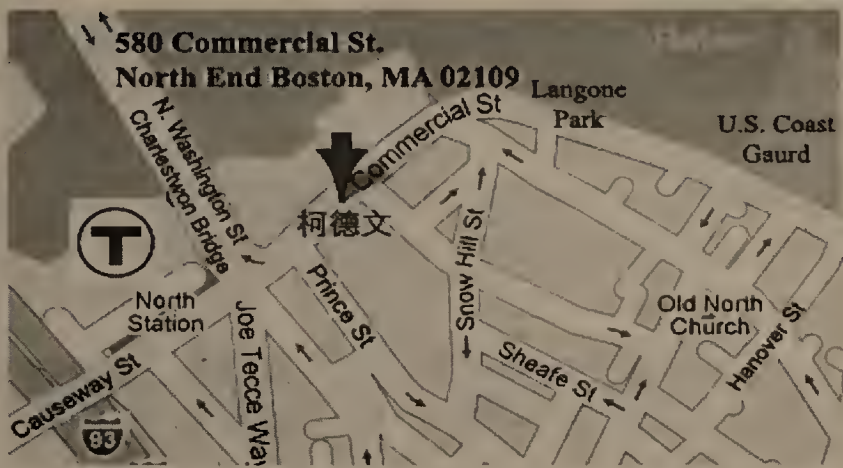 580 Commercial St.
North End Boston, MA 02109
Langone
Park
U.S. Coast
Gaurd
N. Washington St
Charlestwon Bridge
Commercial St
柯德文
T
North
Station
Prince St
Snow Hill St
Old North
Church
Hanover St
Joe Tecce Way
Sheafe St
Causeway St
93